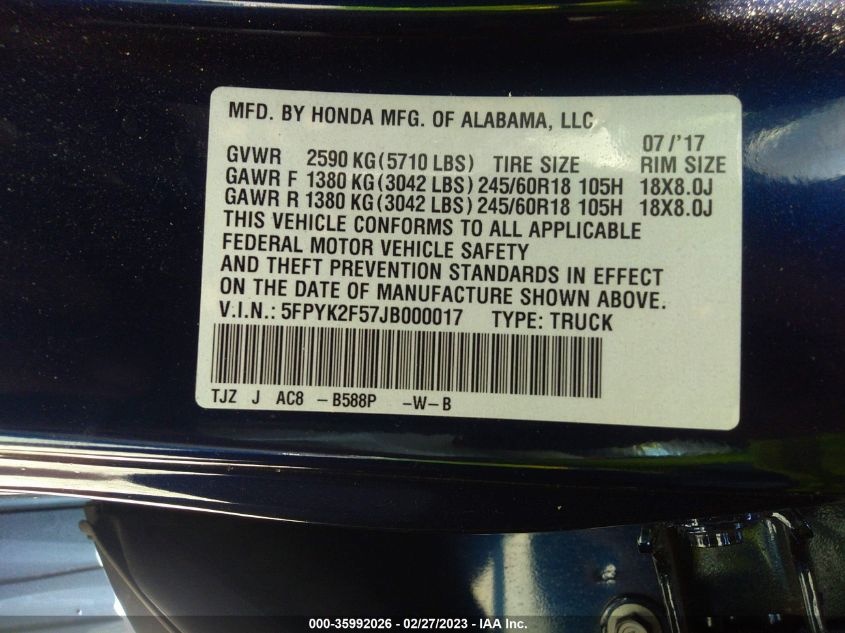 MFD. BY HONDA MFG. OF ALABAMA, LLC
07/'17
GVWR 2590 KG(5710 LBS) TIRE SIZE RIM SIZE
GAWR F 1380 KG(3042 LBS) 245/60R18 105H 18X8.0J
GAWR R 1380 KG(3042 LBS) 245/60R18 105H 18X8.0J
THIS VEHICLE CONFORMS TO ALL APPLICABLE
FEDERAL MOTOR VEHICLE SAFETY
AND THEFT PREVENTION STANDARDS IN EFFECT
ON THE DATE OF MANUFACTURE SHOWN ABOVE.
V.I.N.: 5FPYK2F57JB000017 TYPE: TRUCK
TJZ J AC8 -B588P -W-B
000-35992026 - 02/27/2023 - IAA Inc.